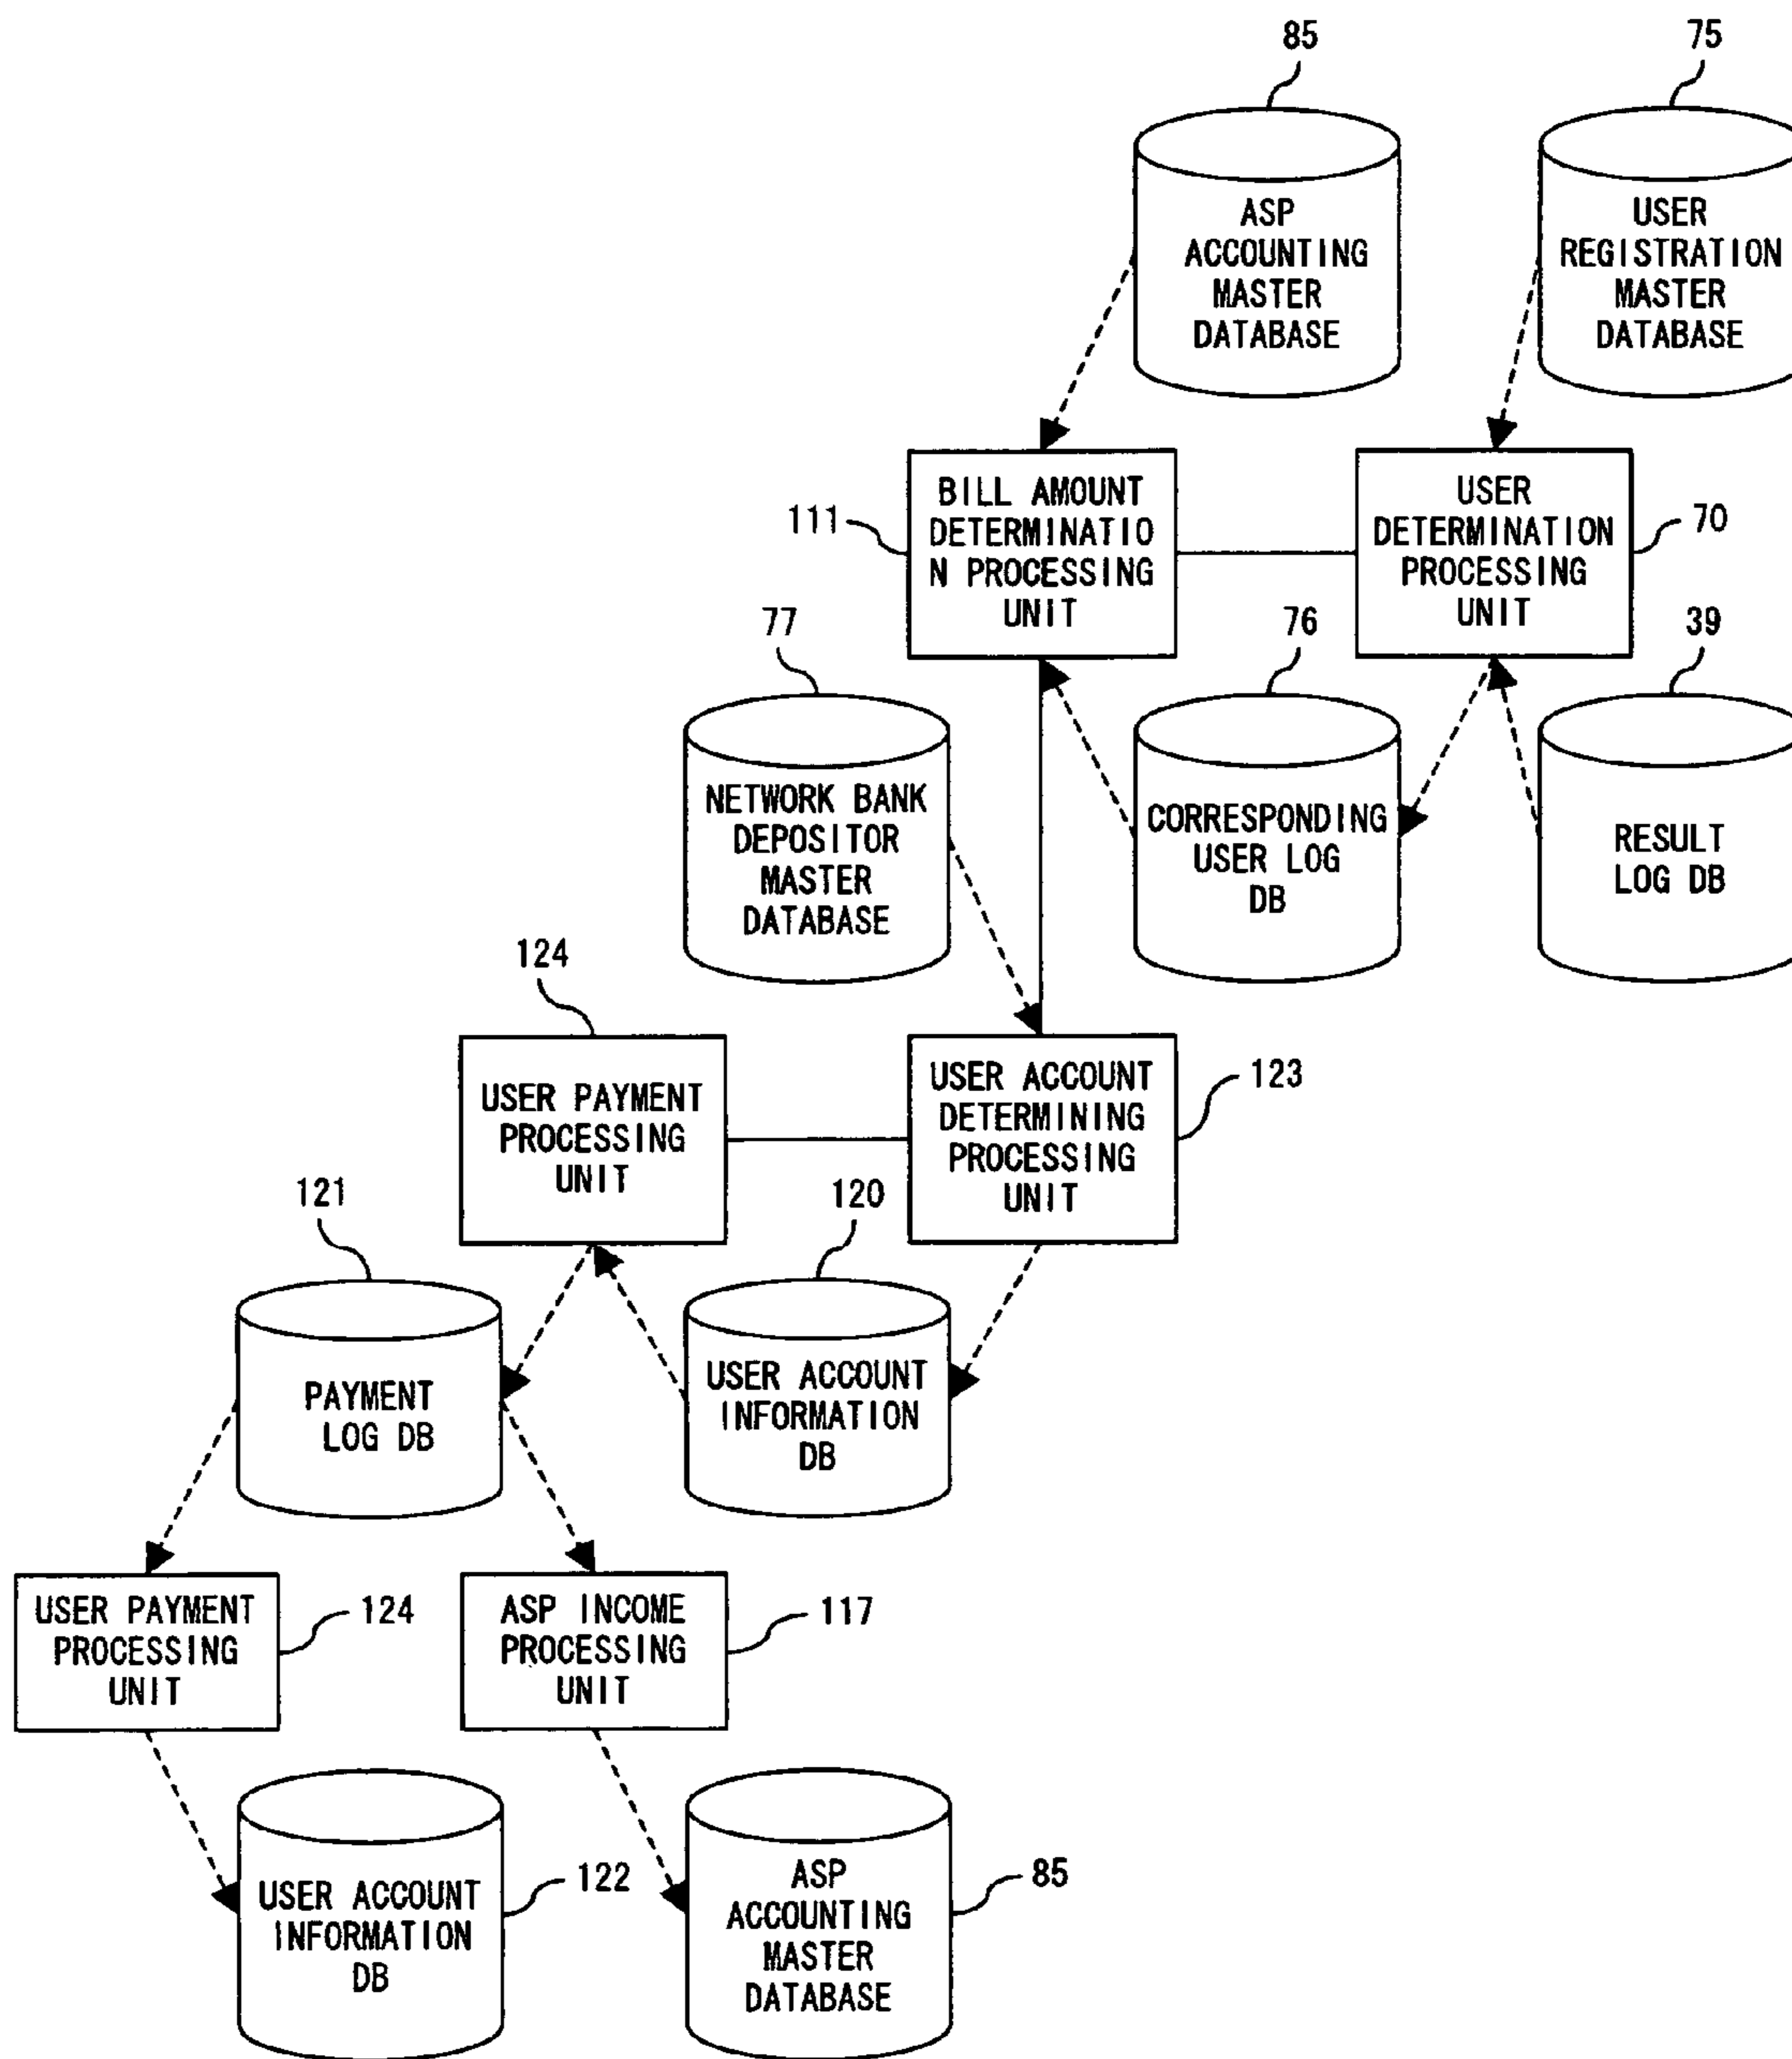 85
75
ASP
ACCOUNTING
MASTER
DATABASE
USER
REGISTRATION
MASTER
DATABASE
111
BILL AMOUNT
DETERMINATIO
N PROCESSING
UNIT
USER
DETERMINATION
PROCESSING
UNIT
70
77
76
39
NETWORK BANK
DEPOSITOR
MASTER
DATABASE
CORRESPONDING
USER LOG
DB
RESULT
LOG DB
124
USER PAYMENT
PROCESSING
UNIT
USER ACCOUNT
DETERMINING
PROCESSING
UNIT
123
121
120
PAYMENT
LOG DB
USER ACCOUNT
INFORMATION
DB
USER PAYMENT
PROCESSING
UNIT
124
ASP INCOME
PROCESSING
UNIT
117
USER ACCOUNT
INFORMATION
DB
122
ASP
ACCOUNTING
MASTER
DATABASE
85